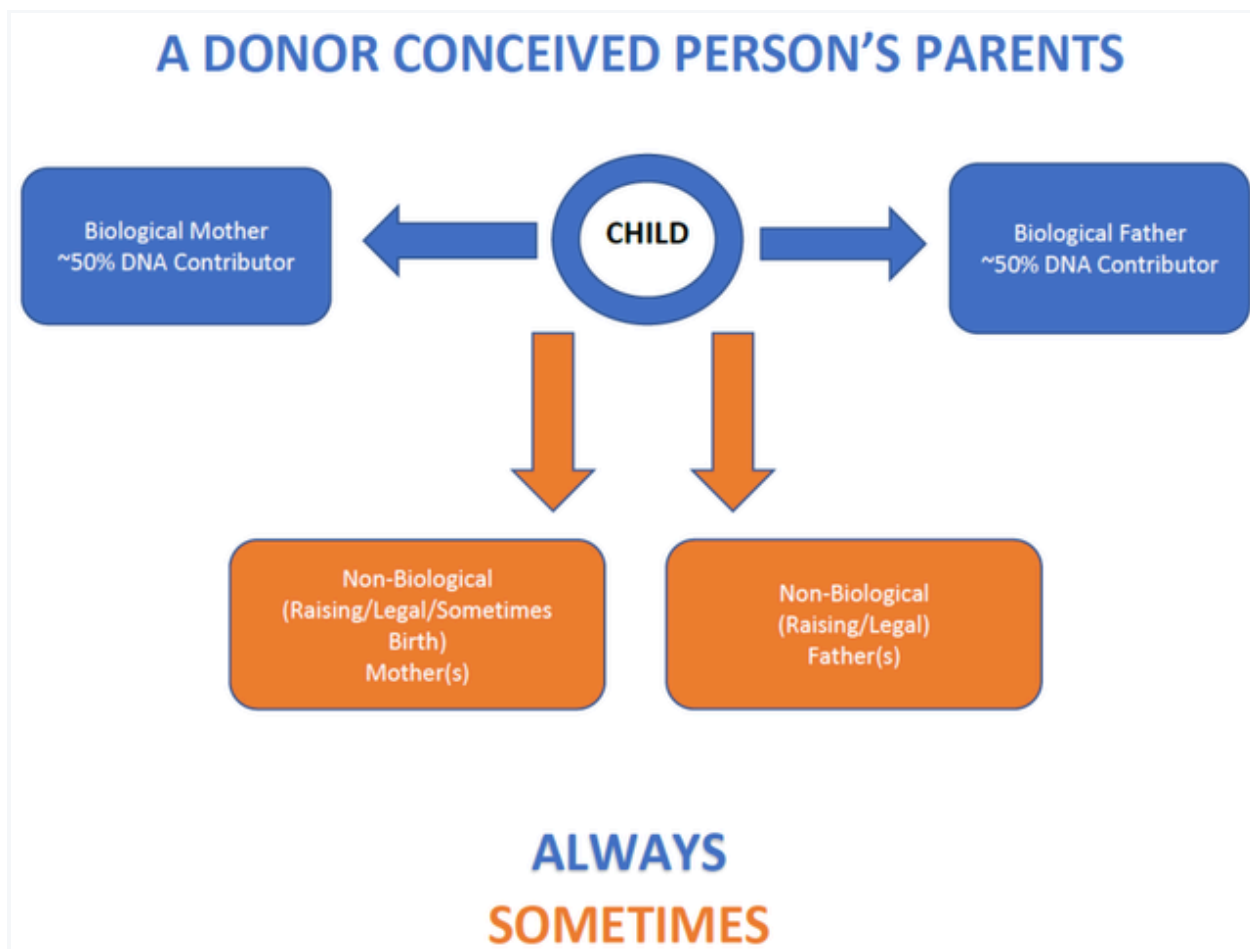 A DONOR CONCEIVED PERSON'S PARENTS
Biological Mother
~50% DNA Contributor
CHILD
Biological Father
~50% DNA Contributor
Non-Biological
(Raising/Legal/Sometimes
Birth)
Mother(s)
Non-Biological
(Raising/Legal)
Father(s)
ALWAYS
SOMETIMES